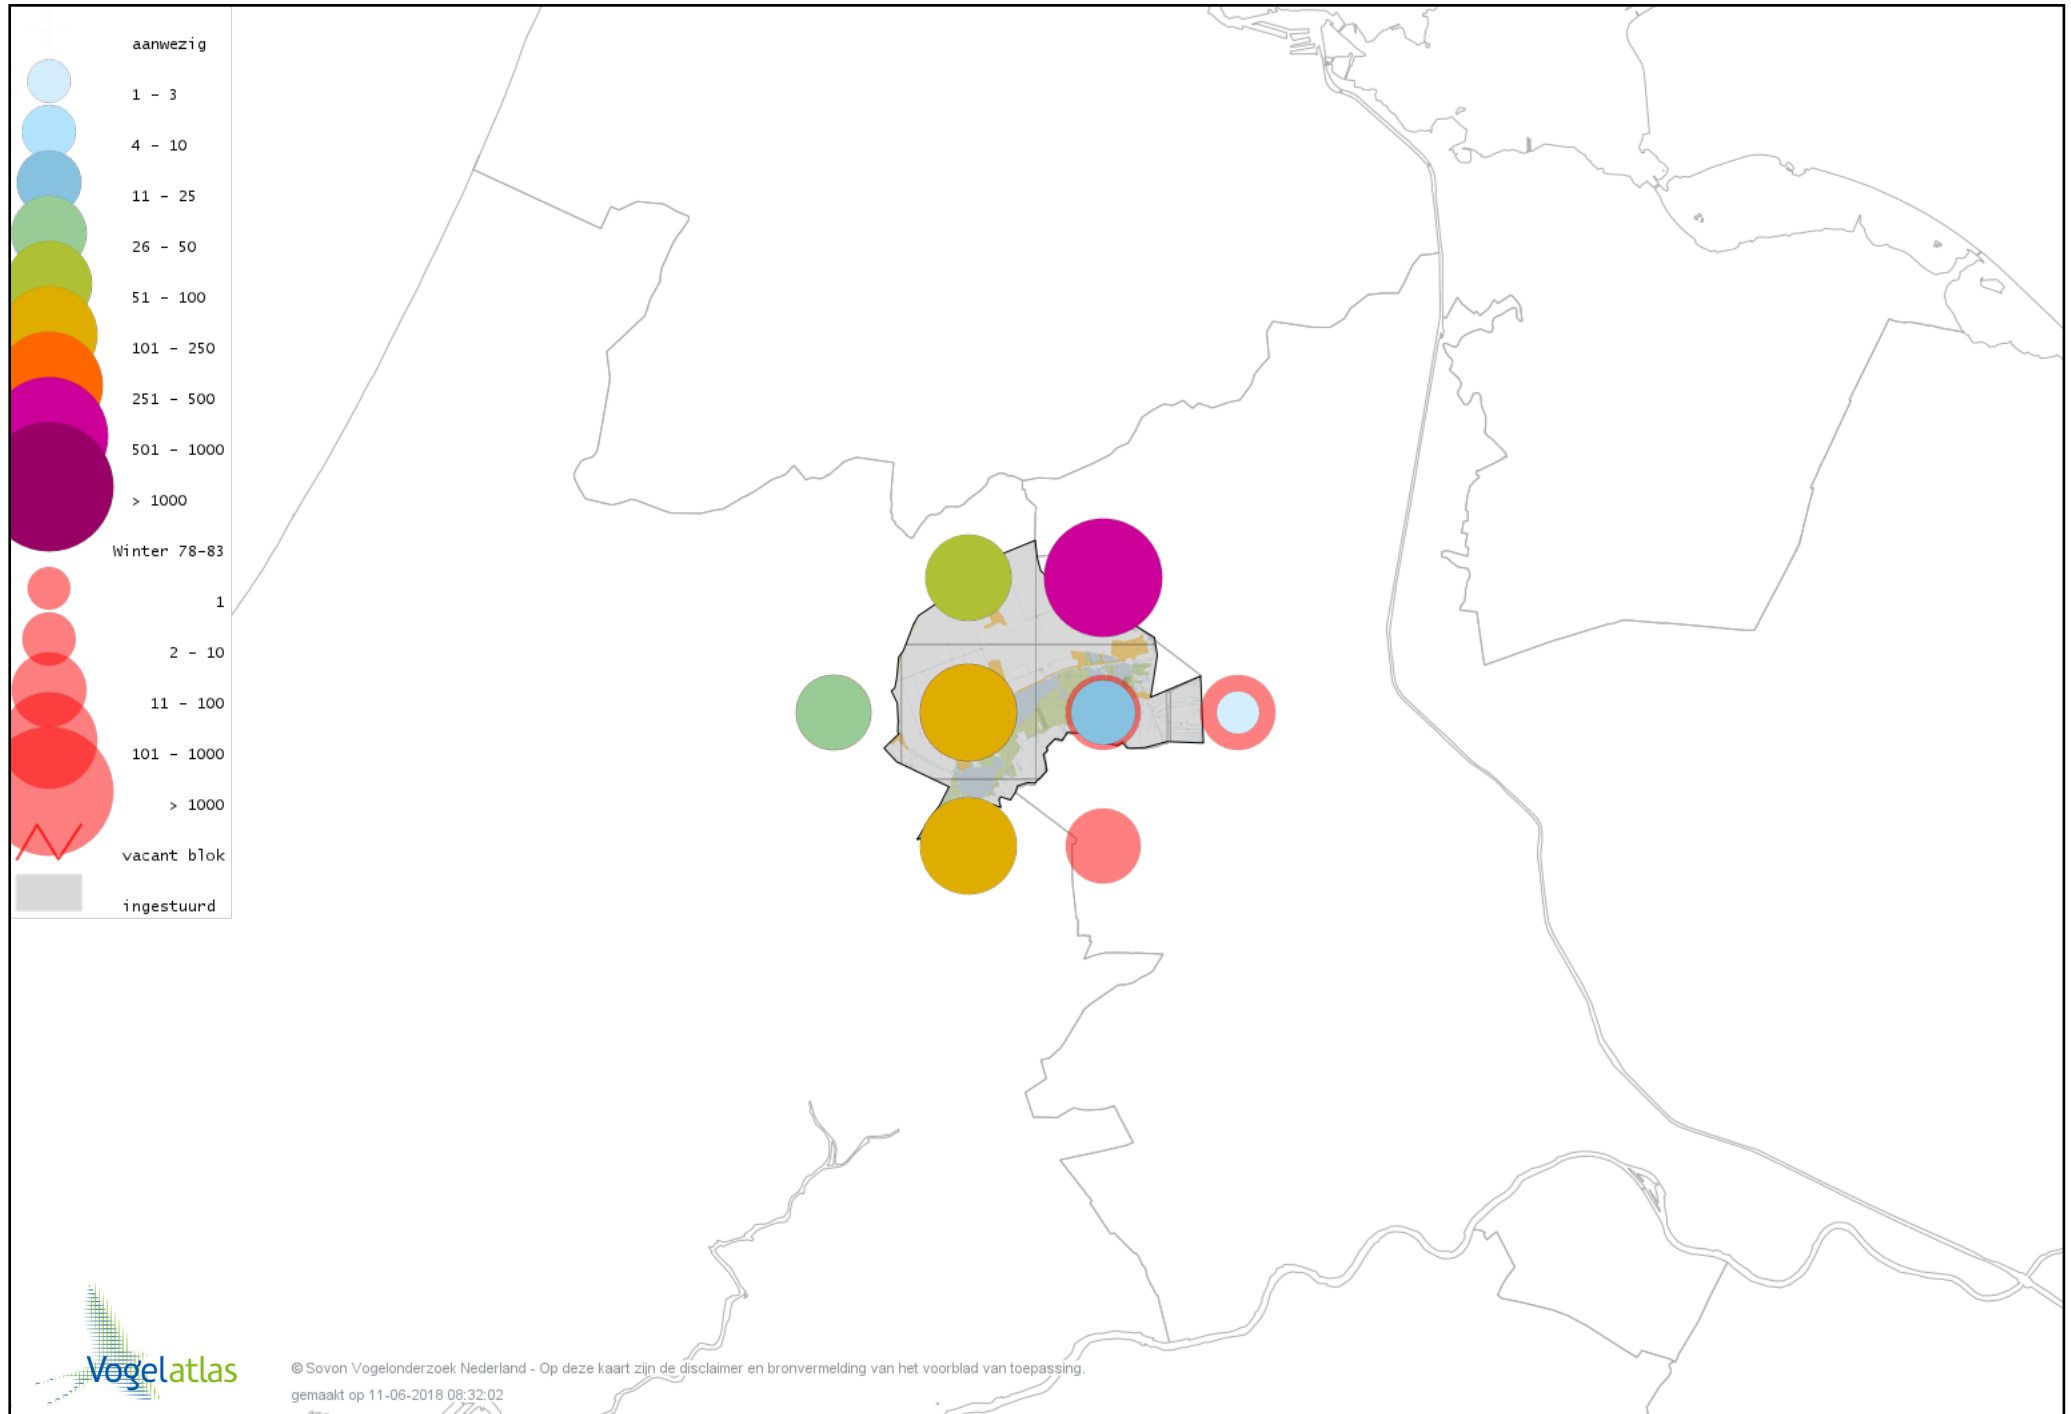 aanwezig
1 – 3
4 – 10
11 – 25
26 – 50
51 – 100
101 – 250
251 – 500
501 – 1000
> 1000
Winter 78-83
1
2 – 10
11 – 100
101 – 1000
> 1000
vacant blok
ingestuurd
Vogelatlas
© Sovon Vogelonderzoek Nederland - Op deze kaart zijn de disclaimer en bronvermelding van het voorblad van toepassing.
gemaakt op 11-06-2018 08:32:02